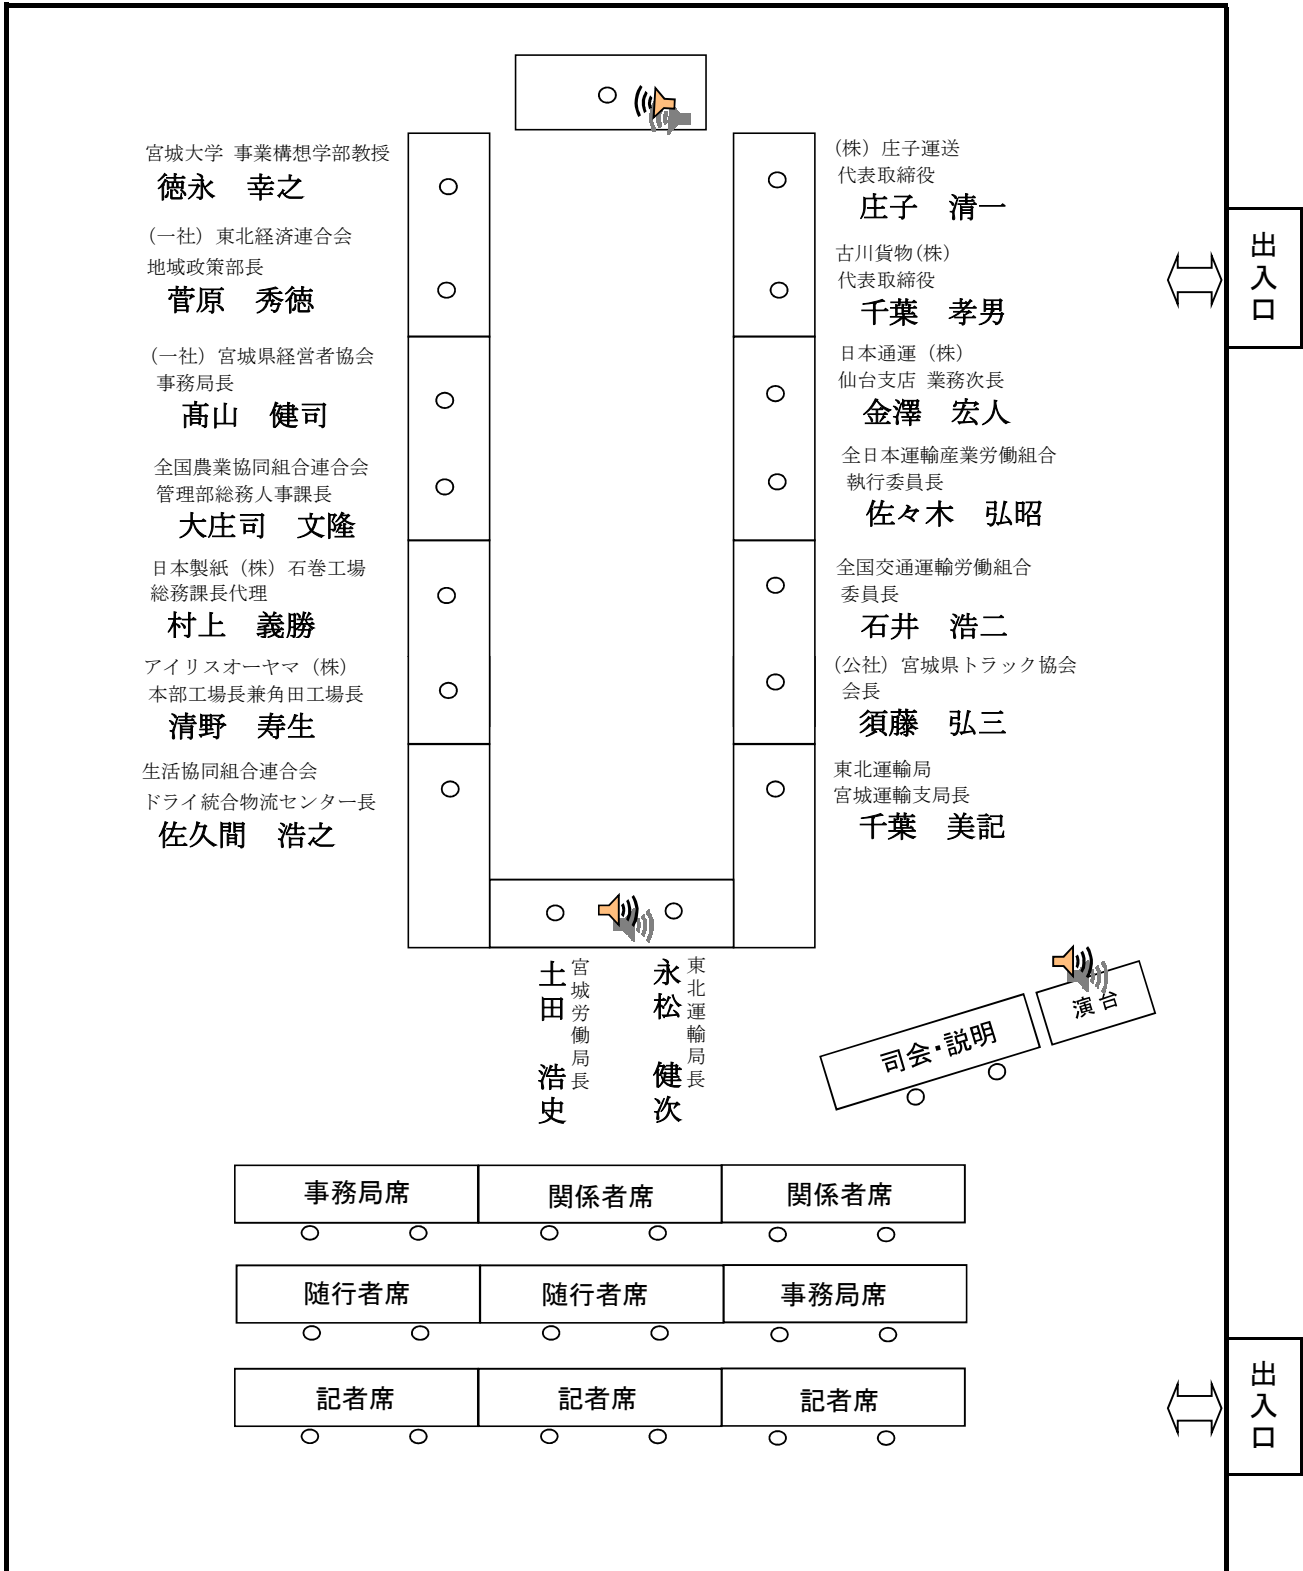 宮城大学 事業構想学部教授
徳永　幸之
（一社）東北経済連合会
地域政策部長
菅原　秀徳
（一社）宮城県経営者協会
事務局長
髙山　健司
全国農業協同組合連合会
管理部総務人事課長
大庄司　文隆
日本製紙（株）石巻工場
総務課長代理
村上　義勝
アイリスオーヤマ（株）
本部工場長兼角田工場長
清野　寿生
生活協同組合連合会
ドライ統合物流センター長
佐久間　浩之
（株）庄子運送
代表取締役
庄子　清一
古川貨物(株)
代表取締役
千葉　孝男
日本通運（株）
仙台支店 業務次長
金澤　宏人
全日本運輸産業労働組合
執行委員長
佐々木　弘昭
全国交通運輸労働組合
委員長
石井　浩二
（公社）宮城県トラック協会
会長
須藤　弘三
東北運輸局
宮城運輸支局長
千葉　美記
出入口
東北運輸局長
永松　健次
宮城労働局長
土田　浩史
演台
司会・説明
事務局席
関係者席
関係者席
随行者席
随行者席
事務局席
記者席
記者席
記者席
出入口